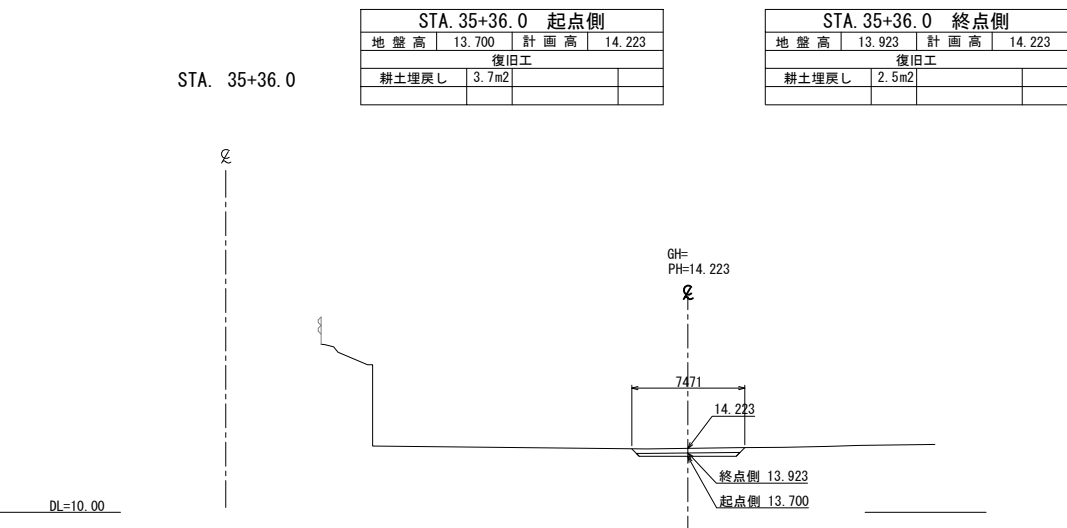 STA. 35+36.0
STA. 35+36.0 起点側
地盤高 13.700 計画高 14.223
復旧工
耕土埋戻し 3.7m2
STA. 35+36.0 終点側
地盤高 13.923 計画高 14.223
復旧工
耕土埋戻し 2.5m2
GH=
PH=14.223
7471
14.223
終点側 13.923
起点側 13.700
DL=10.00